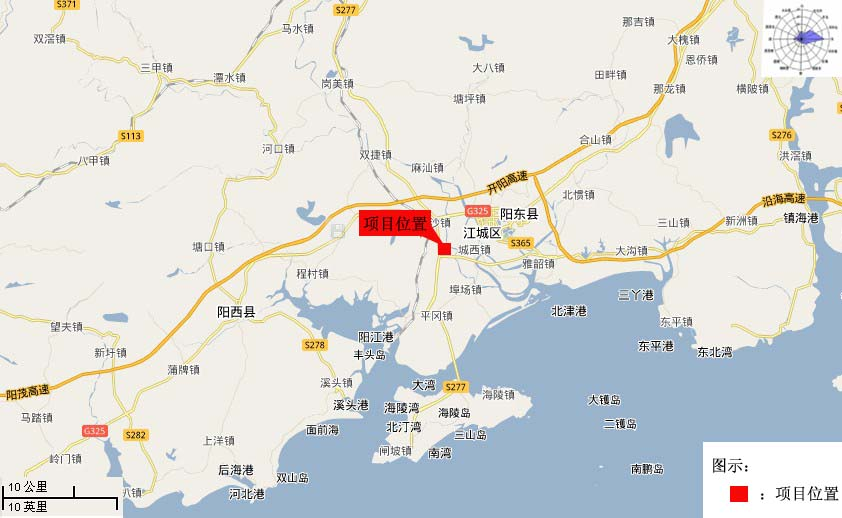 S371
S277
那吉镇
马水镇
双滘镇
大槐镇
恩侨镇
三甲镇
潭水镇
大八镇
岗美镇
田畔镇
那龙镇
横陂镇
塘坪镇
S113
S276
合山镇
河口镇
双捷镇
洪滘镇
八甲镇
麻汕镇
开阳高速
北惯镇
沿海高速
G325
阳东县
三山镇
新洲镇
镇海港
项目位置
沙镇
江城区
S365
城西镇
大沟镇
塘口镇
雅韶镇
程村镇
埠场镇
三丫港
阳西县
北津港
平冈镇
望夫镇
东平镇
阳江港
S278
东平港
新圩镇
丰头岛
东北湾
蒲牌镇
阳茂高速
溪头镇
大湾
S277
海陵镇
大镬岛
溪头港
海陵湾
海陵岛
马踏镇
二镬岛
G325
S282
面前海
北汀湾
三山岛
上洋镇
闸坡镇
南湾
岭门镇
后海港
双山岛
南鹏岛
图示：
10 公里
河北港
八镇
：项目位置
10 英里